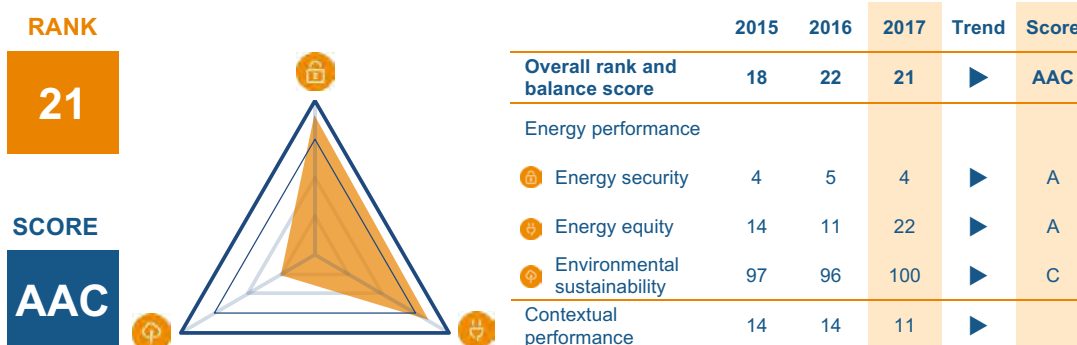 RANK
21
SCORE
AAC
2015 2016 2017 Trend Score
Overall rank and
balance score 18 22 21 AAC
Energy performance
Energy security 4 5 4 A
Energy equity 14 11 22 A
Environmental
sustainability 97 96 100 C
Contextual
performance 14 14 11